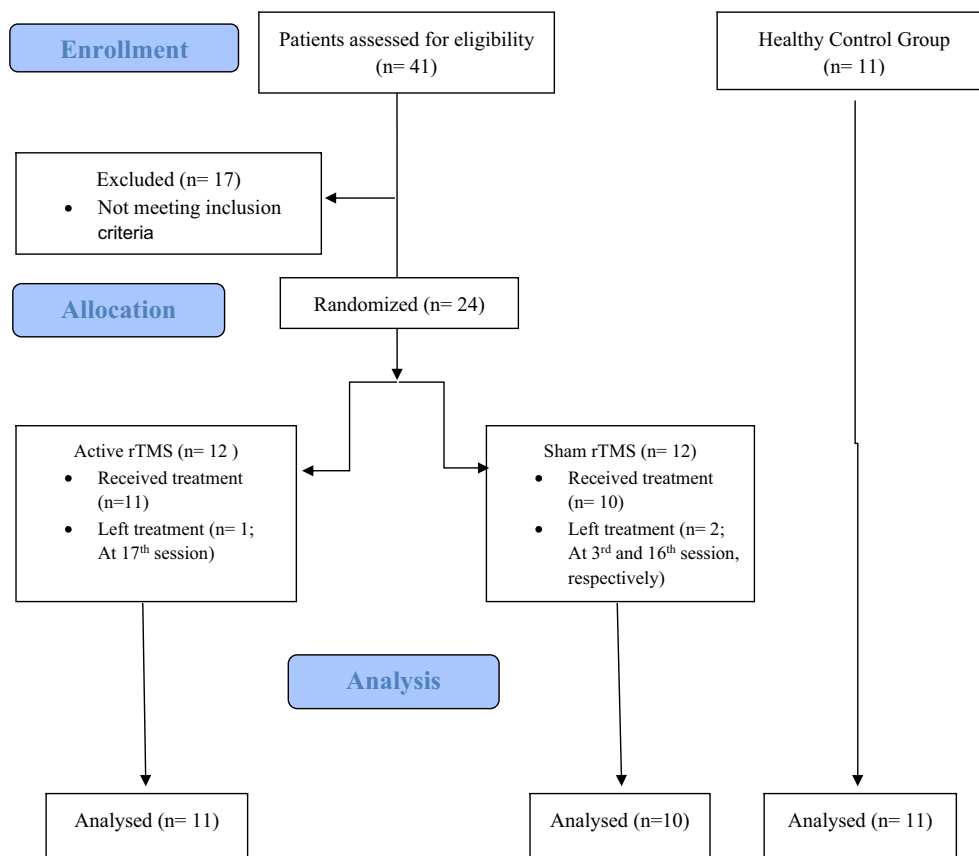 Enrollment
Patients assessed for eligibility
(n= 41)
Healthy Control Group
(n= 11)
Excluded (n= 17)
• Not meeting inclusion
criteria
Allocation
Randomized (n= 24)
Active rTMS (n= 12 )
• Received treatment
(n=11)
• Left treatment (n= 1;
At 17th session)
Sham rTMS (n= 12)
• Received treatment
(n= 10)
• Left treatment (n= 2;
At 3rd and 16th session,
respectively)
Analysis
Analysed (n= 11)
Analysed (n=10)
Analysed (n= 11)